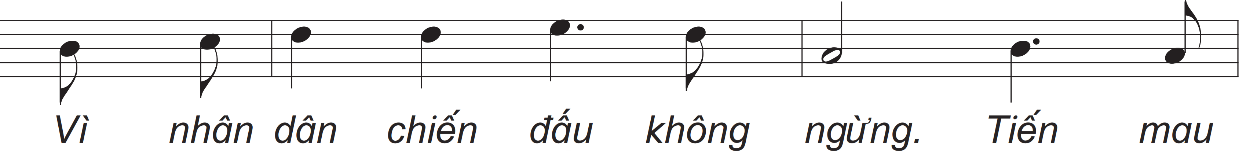 Vì nhân dân chiến đấu không ngừng. Tiến mau